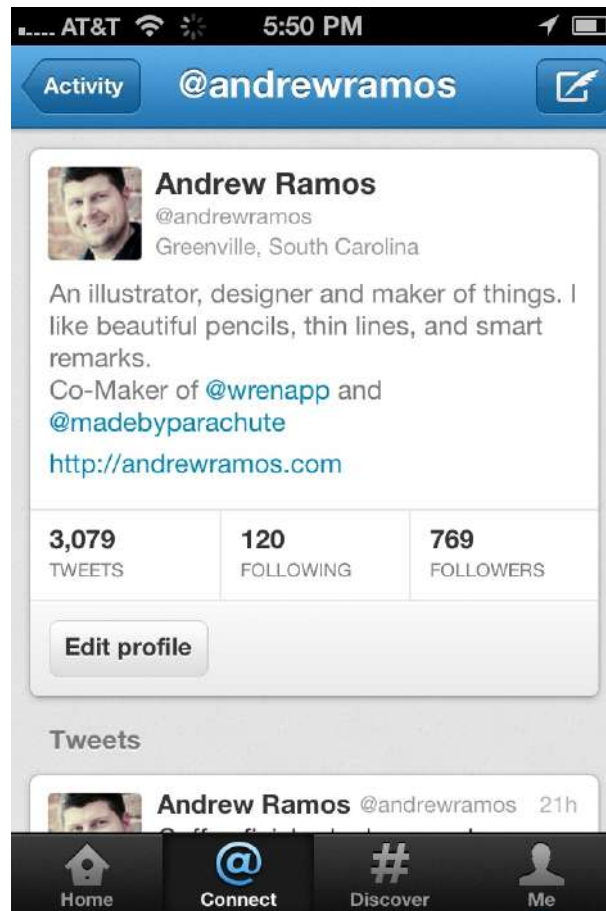 AT&T 5:50 PM
Activity @andrewramos
Andrew Ramos
@andrewramos
Greenville, South Carolina
An illustrator, designer and maker of things. I
like beautiful pencils, thin lines, and smart
remarks.
Co-Maker of @wrenapp and
@madebyparachute
http://andrewramos.com
3,079 120 769
TWEETS FOLLOWING FOLLOWERS
Edit profile
Tweets
Andrew Ramos @andrewramos 21h
Home Connect Discover Me